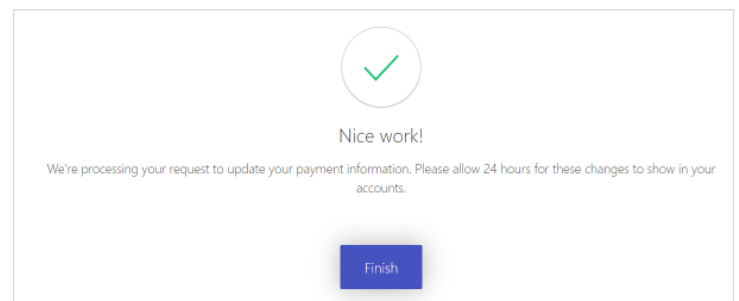 Nice work!
We're processing your request to update your payment information. Please allow 24 hours for these changes to show in your
accounts.
Finish